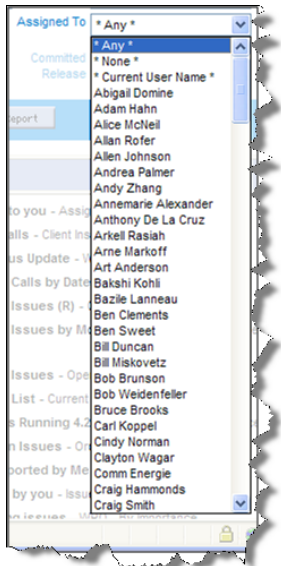 Assigned To * Any *
* Any *
Committed * None *
Release * Current User Name *
Abigail Domine
Adam Hahn
eport Alice McNeil
Allan Rofer
Allen Johnson
Andrea Palmer
Andy Zhang
Annemarie Alexander
to you - Assig Anthony De La Cruz
alls - Client Ins Arkell Rasiah
us Update - W Arne Markoff
Art Anderson
Calls by Date Bakshi Kohli
Issues (R) - Bazile Lanneau
Ben Clements
Issues by Mo Ben Sweet
Bill Duncan
Bill Miskovetz
Issues - Ope Bob Brunson
List - Current Bob Weidenfeller
Bruce Brooks
s Running 4.2 Carl Koppel
n Issues - On Cindy Norman
Clayton Wagar
ported by Me Comm Energie
by you - Issu Craig Hammonds
Craig Smith